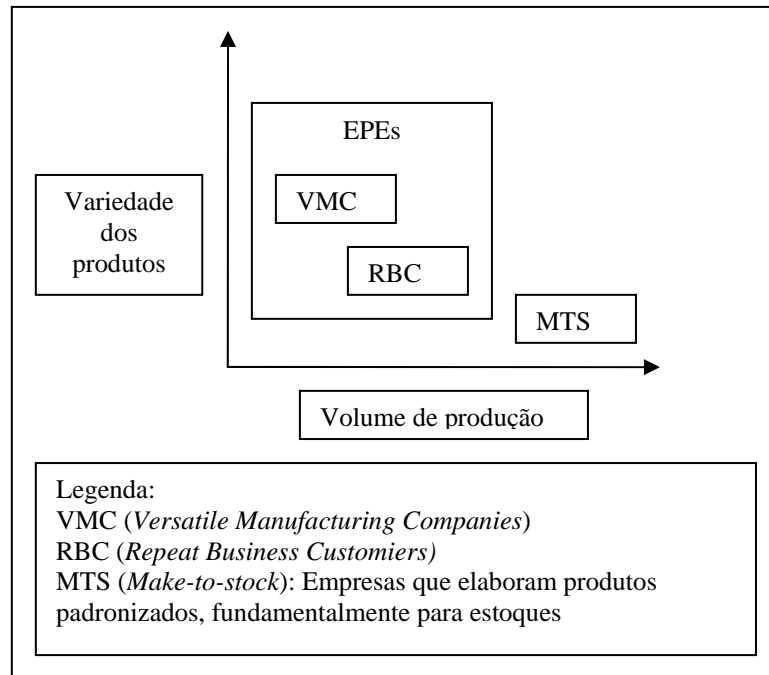 EPEs
VMC
Variedade
dos
produtos
RBC
MTS
Volume de produção
Legenda:
VMC (Versatile Manufacturing Companies)
RBC (Repeat Business Customiers)
MTS (Make-to-stock): Empresas que elaboram produtos
padronizados, fundamentalmente para estoques